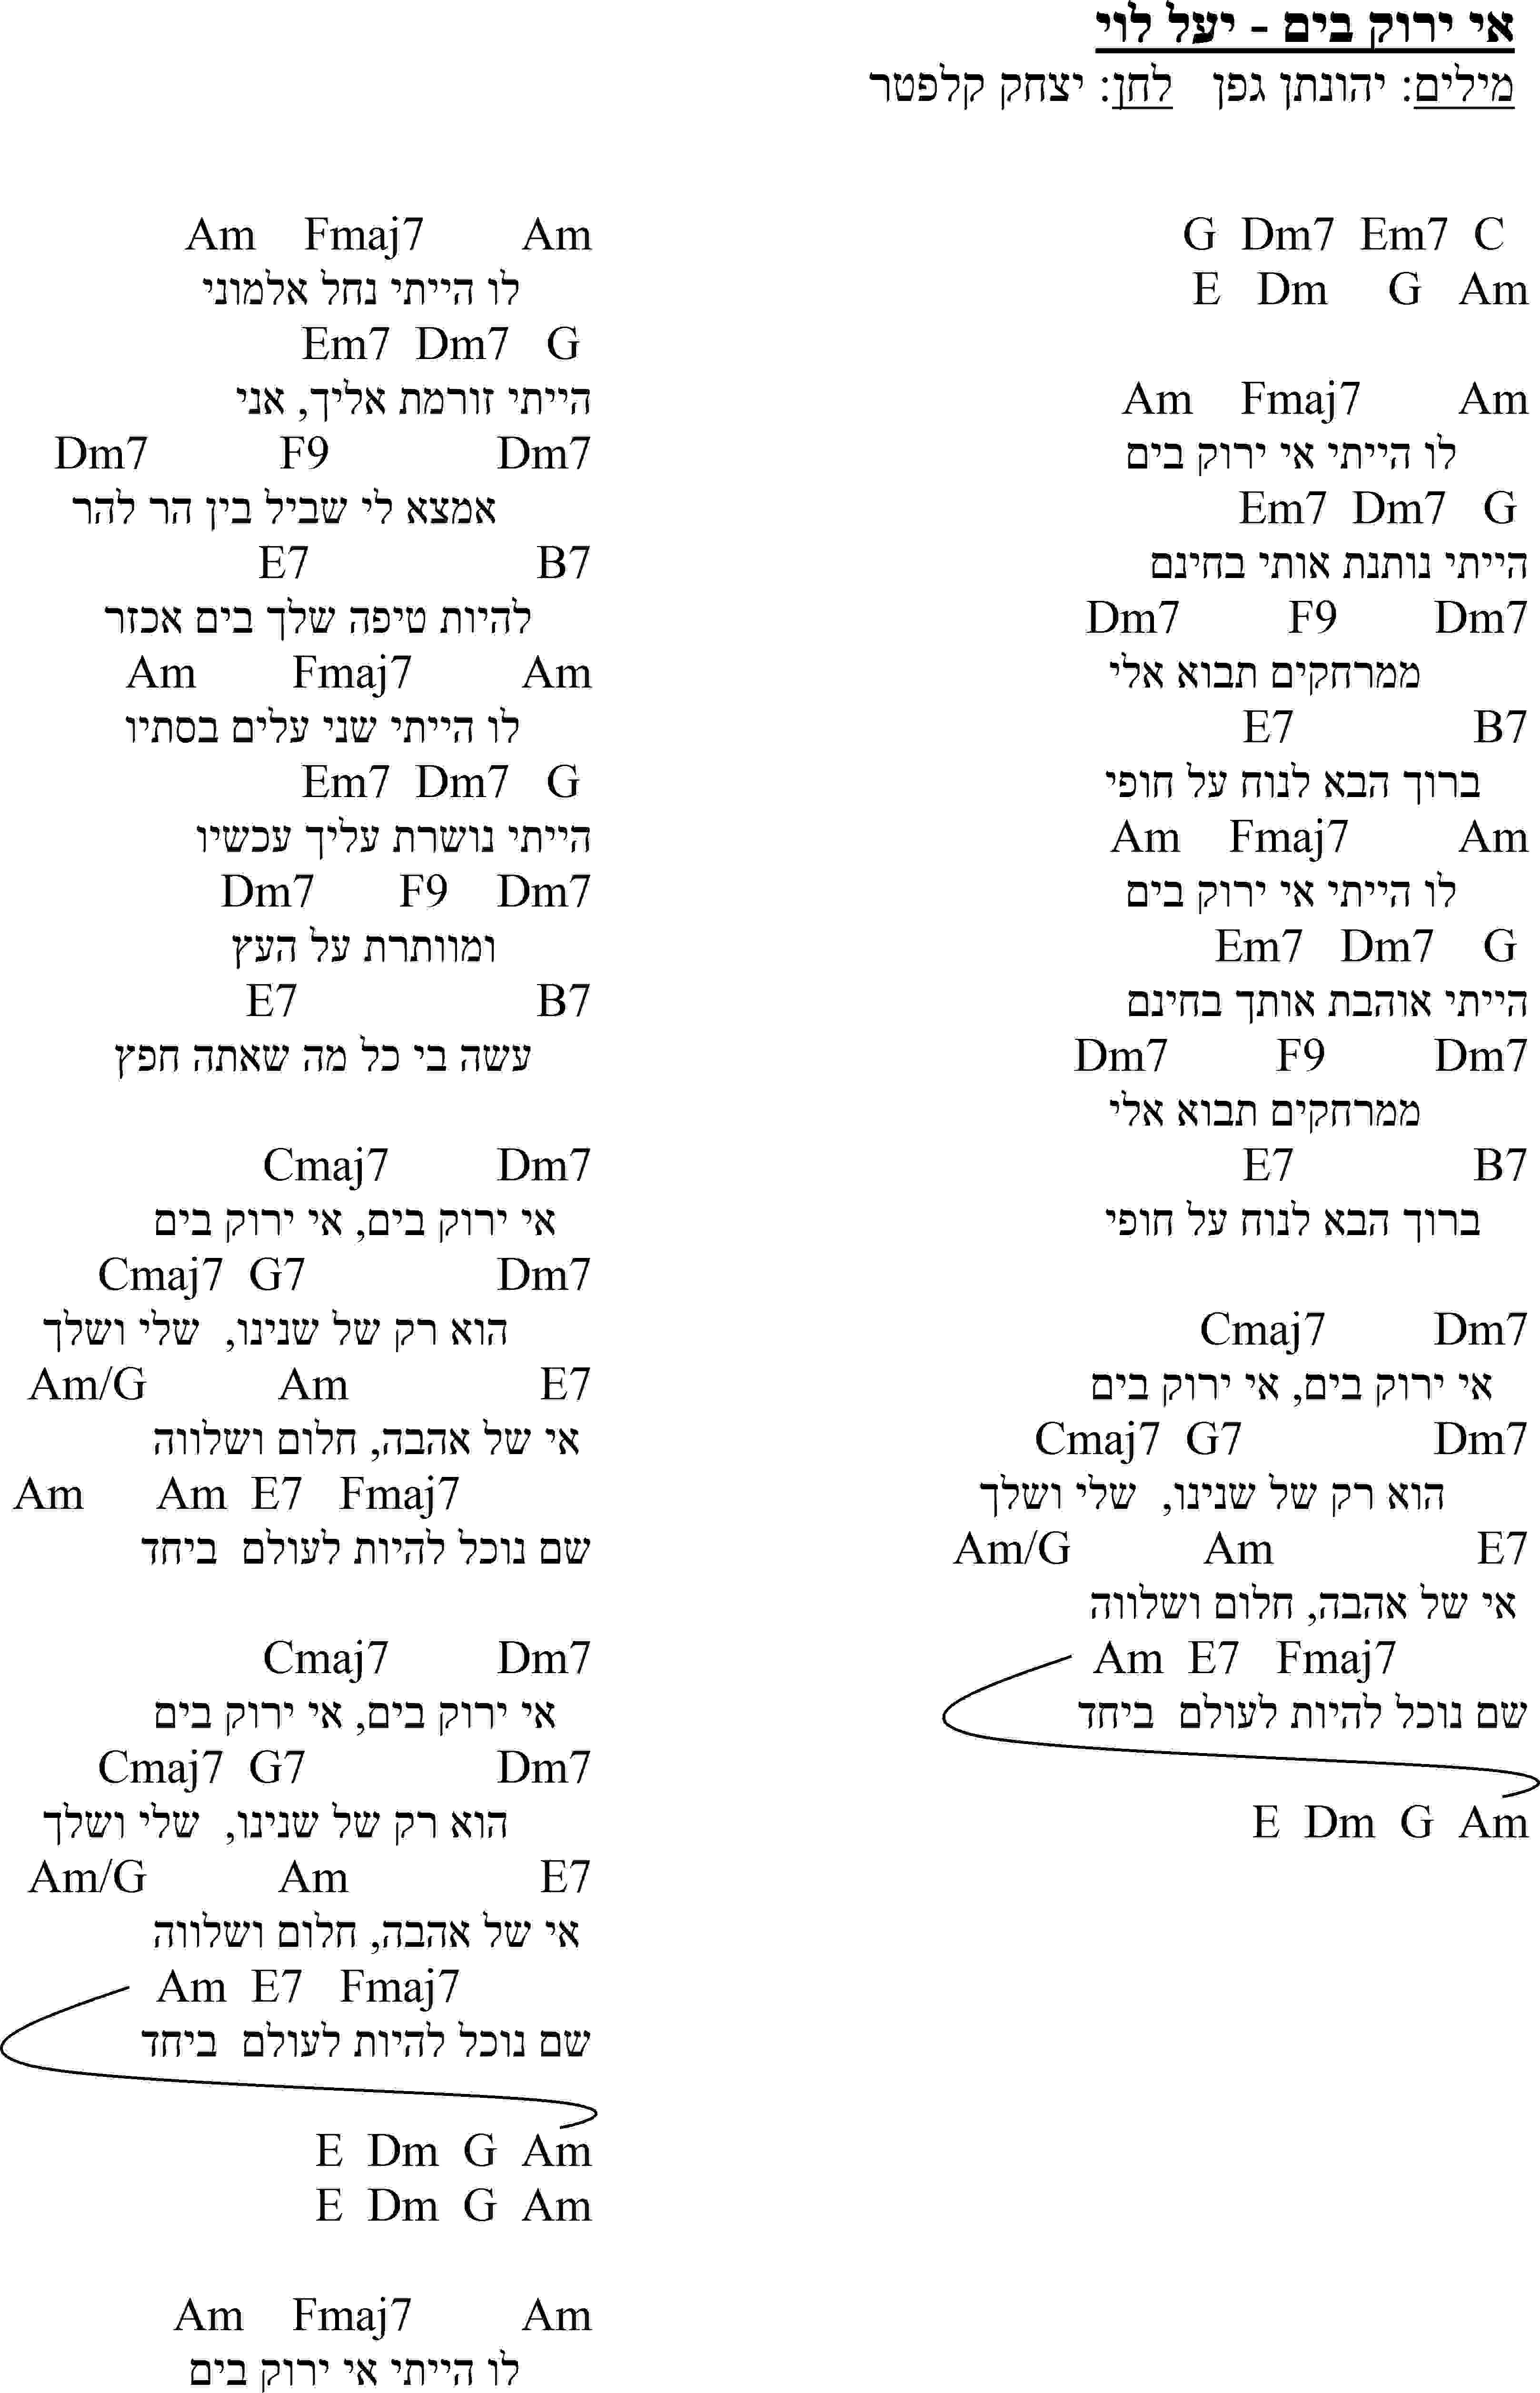 אי ירוק בים - יעל לוי
מילים: יהונתן גפן לחן: יצחק קלפטר
G Dm7 Em7 C
E Dm G Am
Am Fmaj7 Am
לו הייתי אי ירוק בים
Em7 Dm7 G
הייתי נותנת אותי בחינם
Dm7 F9 Dm7
ממרחקים תבוא אלי
E7 B7
ברוך הבא לנוח על חופי
Am Fmaj7 Am
לו הייתי אי ירוק בים
Em7 Dm7 G
הייתי אוהבת אותך בחינם
Dm7 F9 Dm7
ממרחקים תבוא אלי
E7 B7
ברוך הבא לנוח על חופי
Cmaj7 Dm7
אי ירוק בים, אי ירוק בים
Cmaj7 G7 Dm7
הוא רק של שנינו, שלי ושלך
Am/G Am E7
אי של אהבה, חלום ושלווה
Am E7 Fmaj7
שם נוכל להיות לעולם ביחד
E Dm G Am
Am Fmaj7 Am
לו הייתי נחל אלמוני
Em7 Dm7 G
הייתי זורמת אליך, אני
Dm7 F9 Dm7
אמצא לי שביל בין הר להר
E7 B7
להיות טיפה שלך בים אכזר
Am Fmaj7 Am
לו הייתי שני עלים בסתיו
Em7 Dm7 G
הייתי נושרת עליך עכשיו
Dm7 F9 Dm7
ומוותרת על העץ
E7 B7
עשה בי כל מה שאתה חפץ
Cmaj7 Dm7
אי ירוק בים, אי ירוק בים
Cmaj7 G7 Dm7
הוא רק של שנינו, שלי ושלך
Am/G Am E7
אי של אהבה, חלום ושלווה
Am Am E7 Fmaj7
שם נוכל להיות לעולם ביחד
Cmaj7 Dm7
אי ירוק בים, אי ירוק בים
Cmaj7 G7 Dm7
הוא רק של שנינו, שלי ושלך
Am/G Am E7
אי של אהבה, חלום ושלווה
Am E7 Fmaj7
שם נוכל להיות לעולם ביחד
E Dm G Am
E Dm G Am
Am Fmaj7 Am
לו הייתי אי ירוק בים